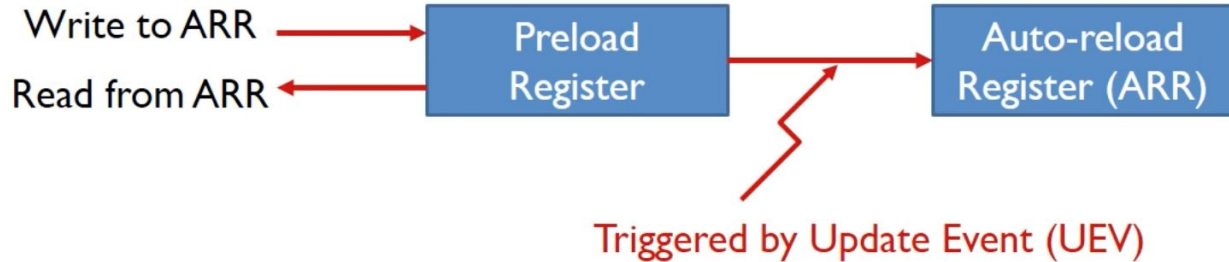 Write to ARR
Read from ARR
Preload
Register
Auto-reload
Register (ARR)
Triggered by Update Event (UEV)